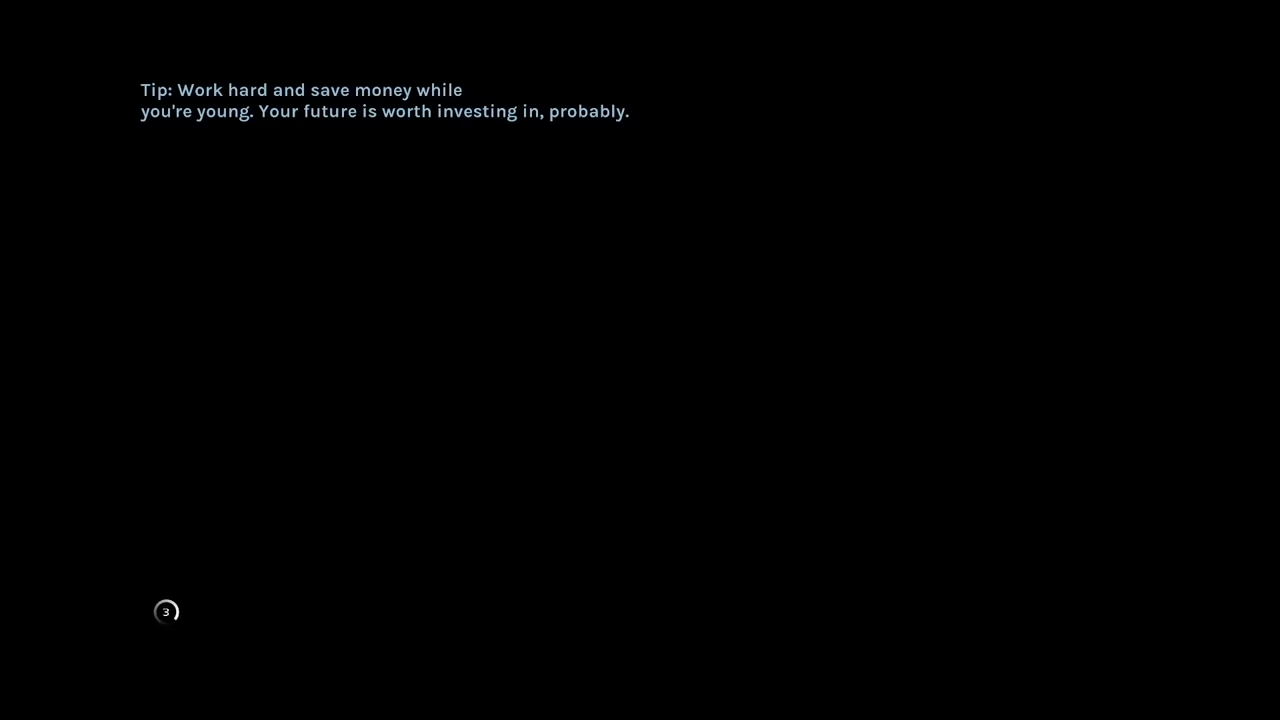 Tip: Work hard and save money while
you're young. Your future is worth investing in, probably.
3